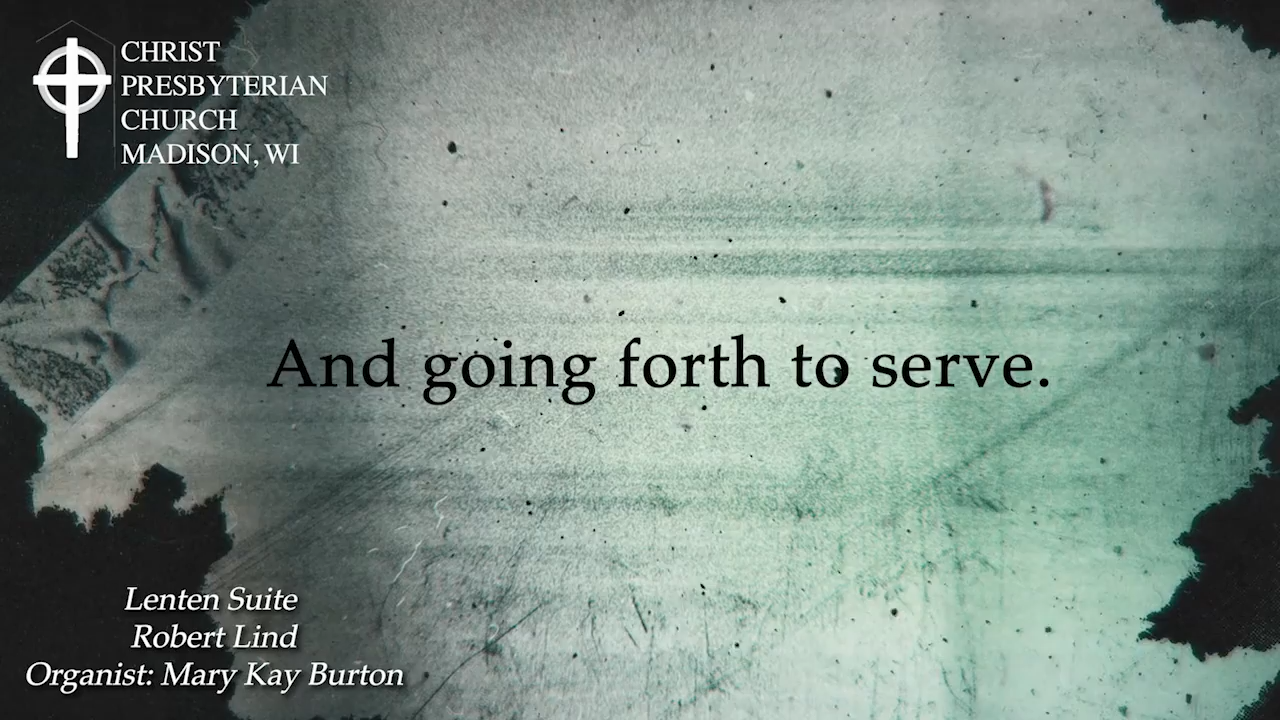 CHRIST
PRESBYTERIAN
CHURCH
MADISON, WI
And going forth to serve.
Lenten Suite
Robert Lind
Organist: Mary Kay Burton